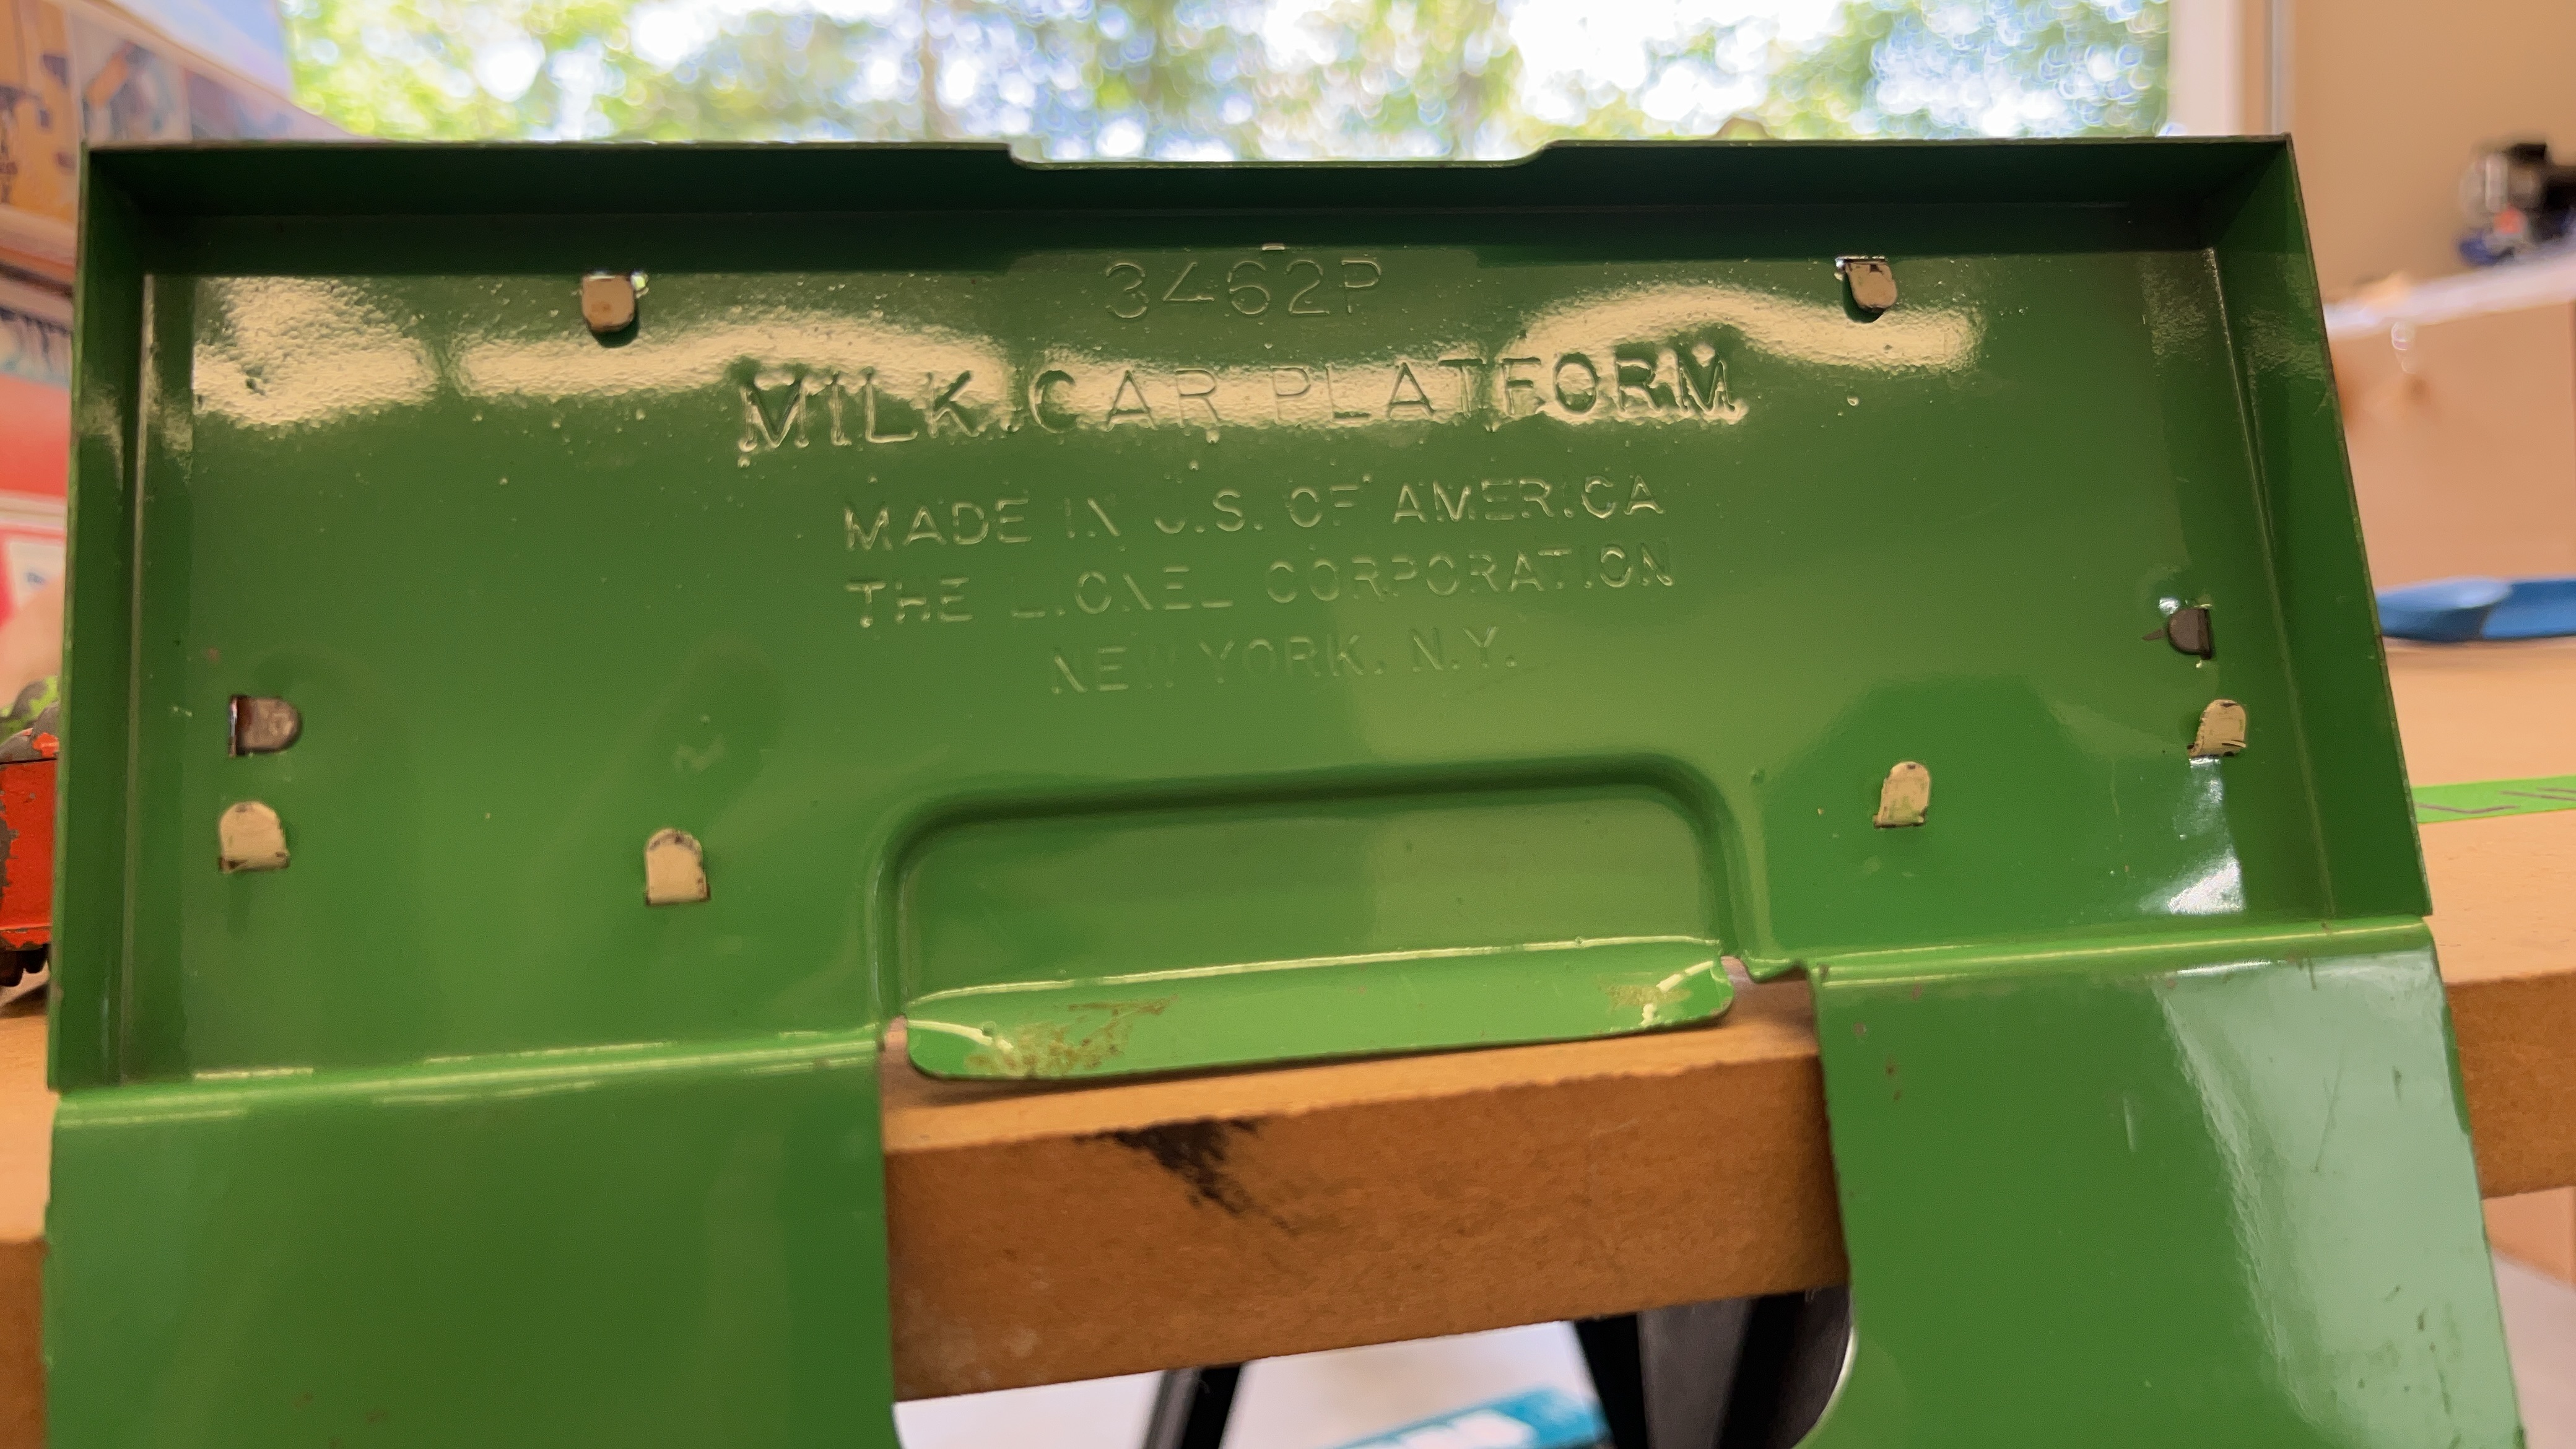 3462P
MILK CAR PLATFORM
MADE IN U.S. OF AMERICA
THE LIONEL CORPORATION
NEW YORK, N.Y.